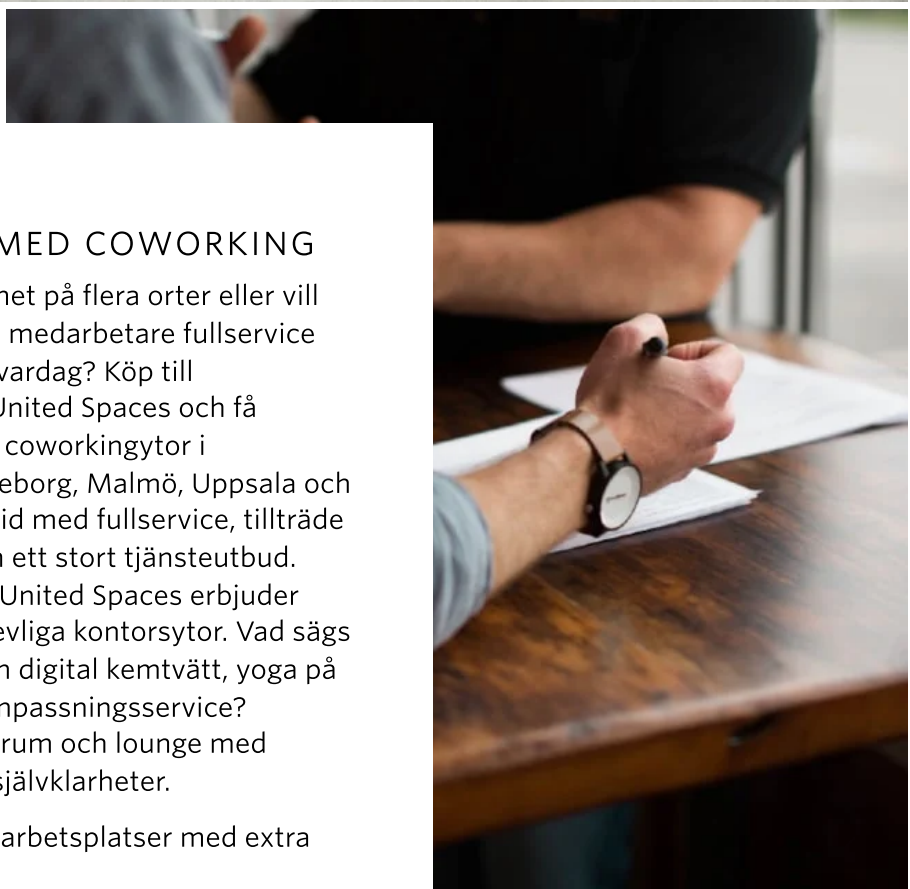 MED COWORKING
het på flera orter eller vill
medarbetare fullservice
vardag? Köp till
United Spaces och få
coworkingytor i
eborg, Malmö, Uppsala och
id med fullservice, tillträde
ett stort tjänsteutbud.
United Spaces erbjuder
evliga kontorsytor. Vad sägs
digital kemtvätt, yoga på
npassningsservice?
rum och lounge med
självklarheter.
arbetsplatser med extra